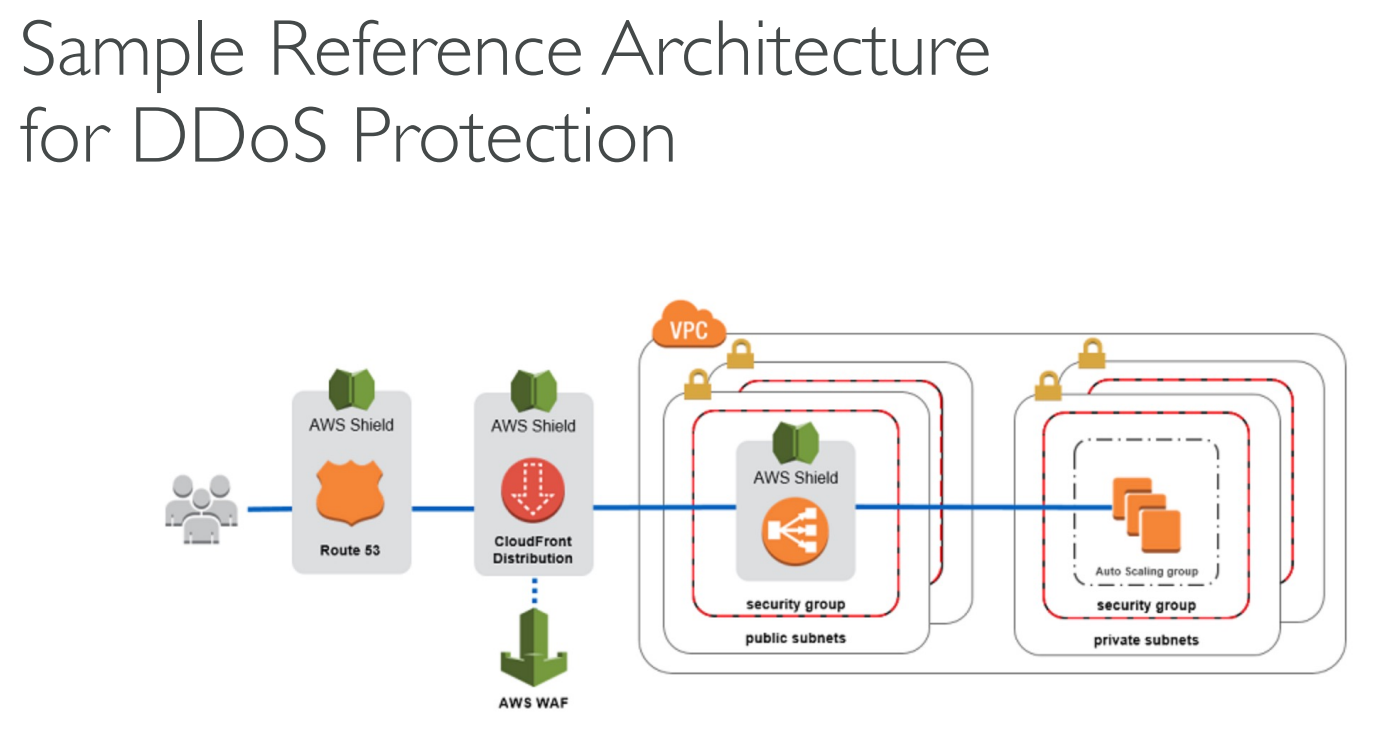 Sample Reference Architecture
for DDoS Protection
VPC
AWS Shield
Route 53
AWS Shield
CloudFront
Distribution
AWS WAF
AWS Shield
security group
public subnets
Auto Scaling group
security group
private subnets